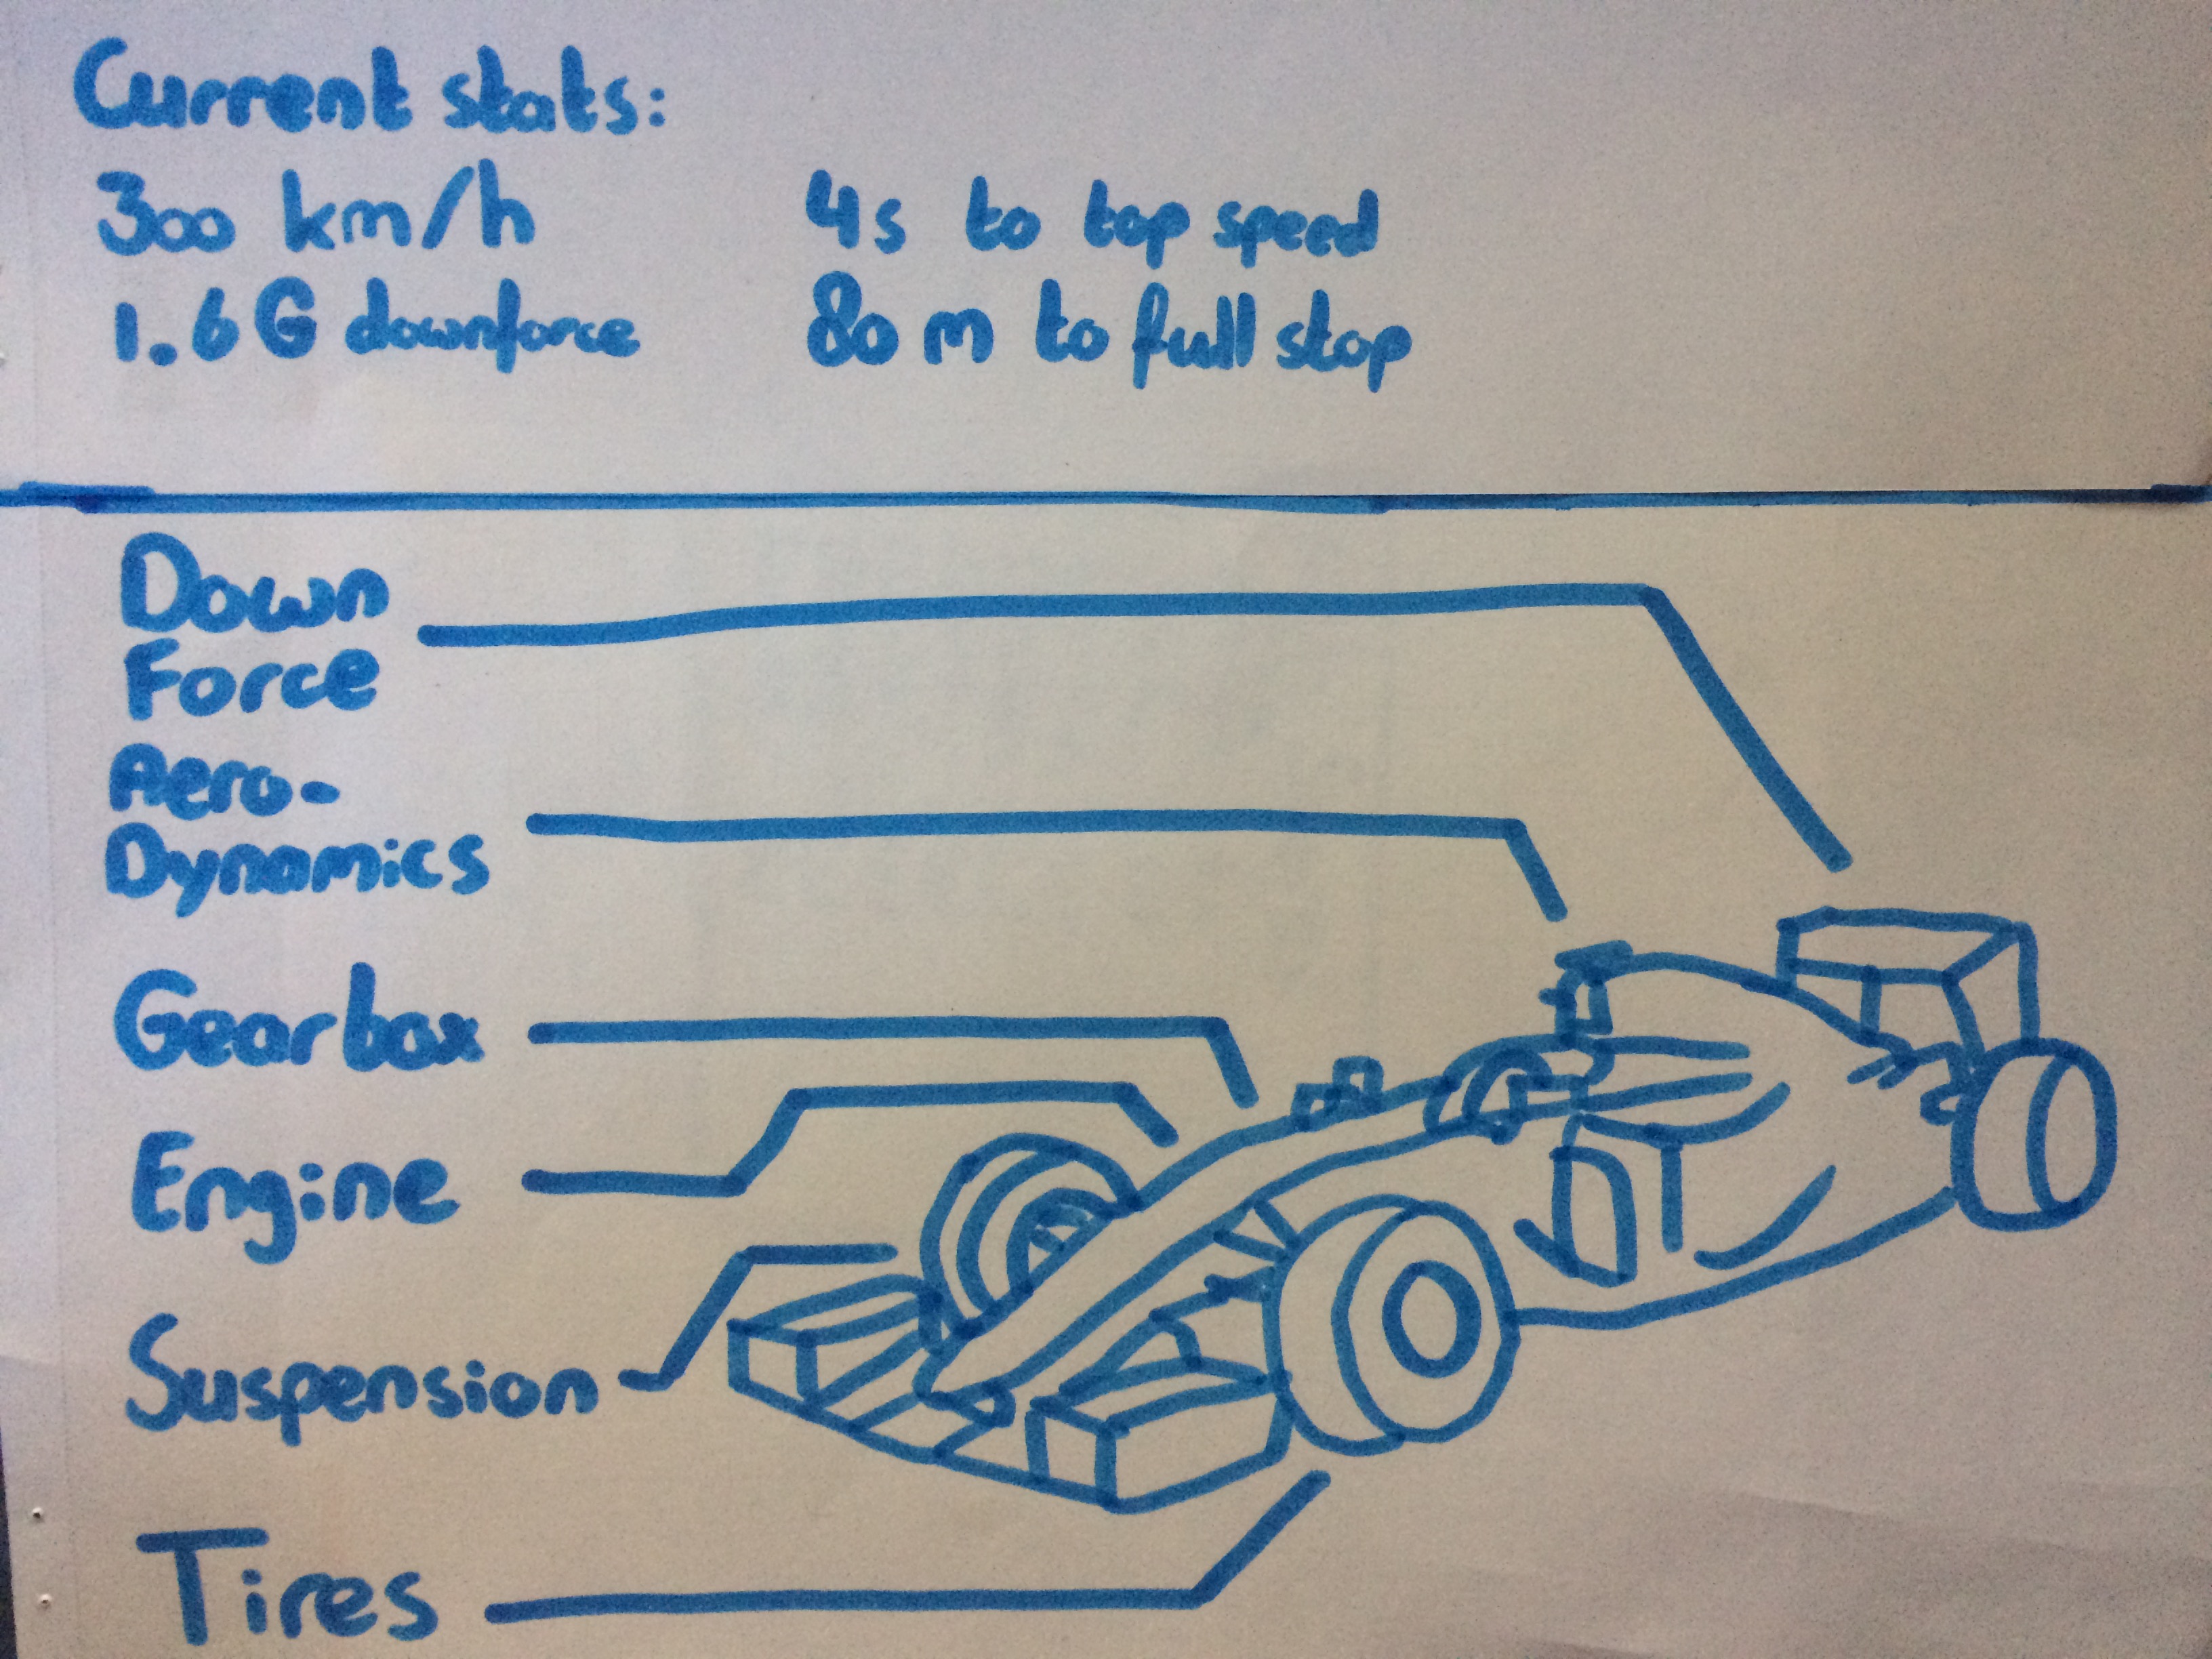 Current stats:
300 km/h 4s to top speed
1.6G downforce 80m to full stop
Down
Force
Aero-
Dynamics
Gearbox
Engine
Suspension
Tires